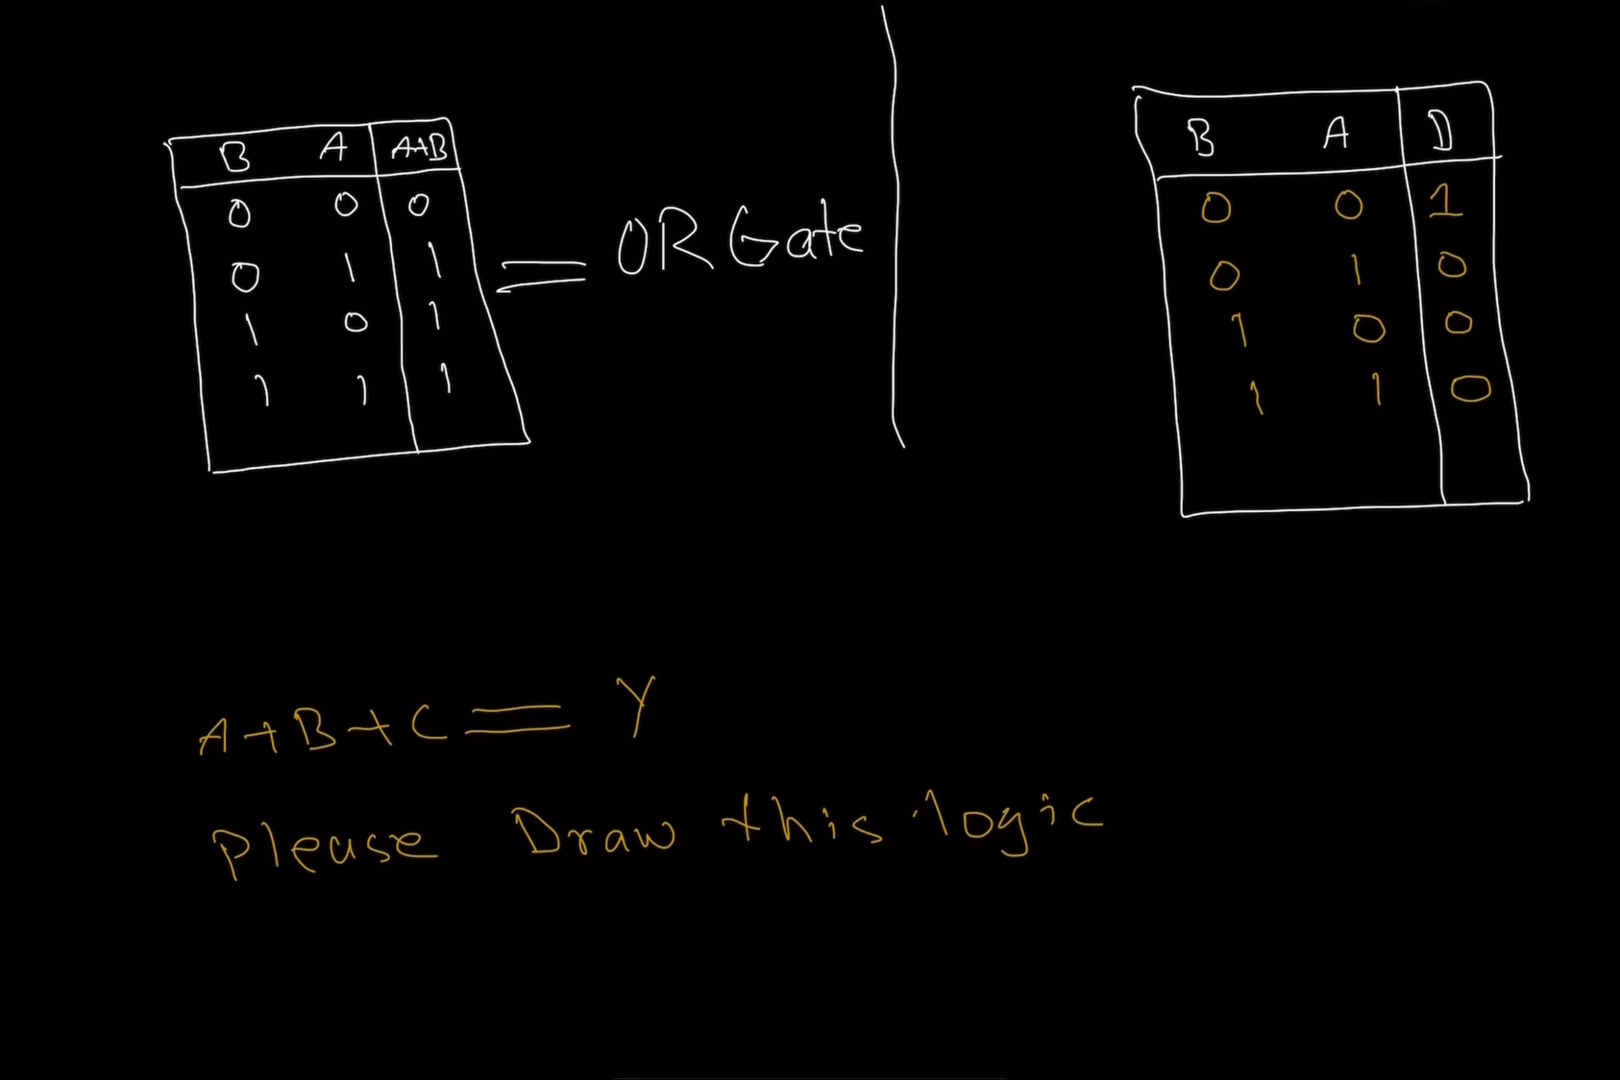 B A A+B
0 0 0
0 1 1
1 0 1
1 1 1
= OR Gate
B A D
0 0 1
0 1 0
1 0 0
1 1 0
A+B+C = Y
Please Draw this logic